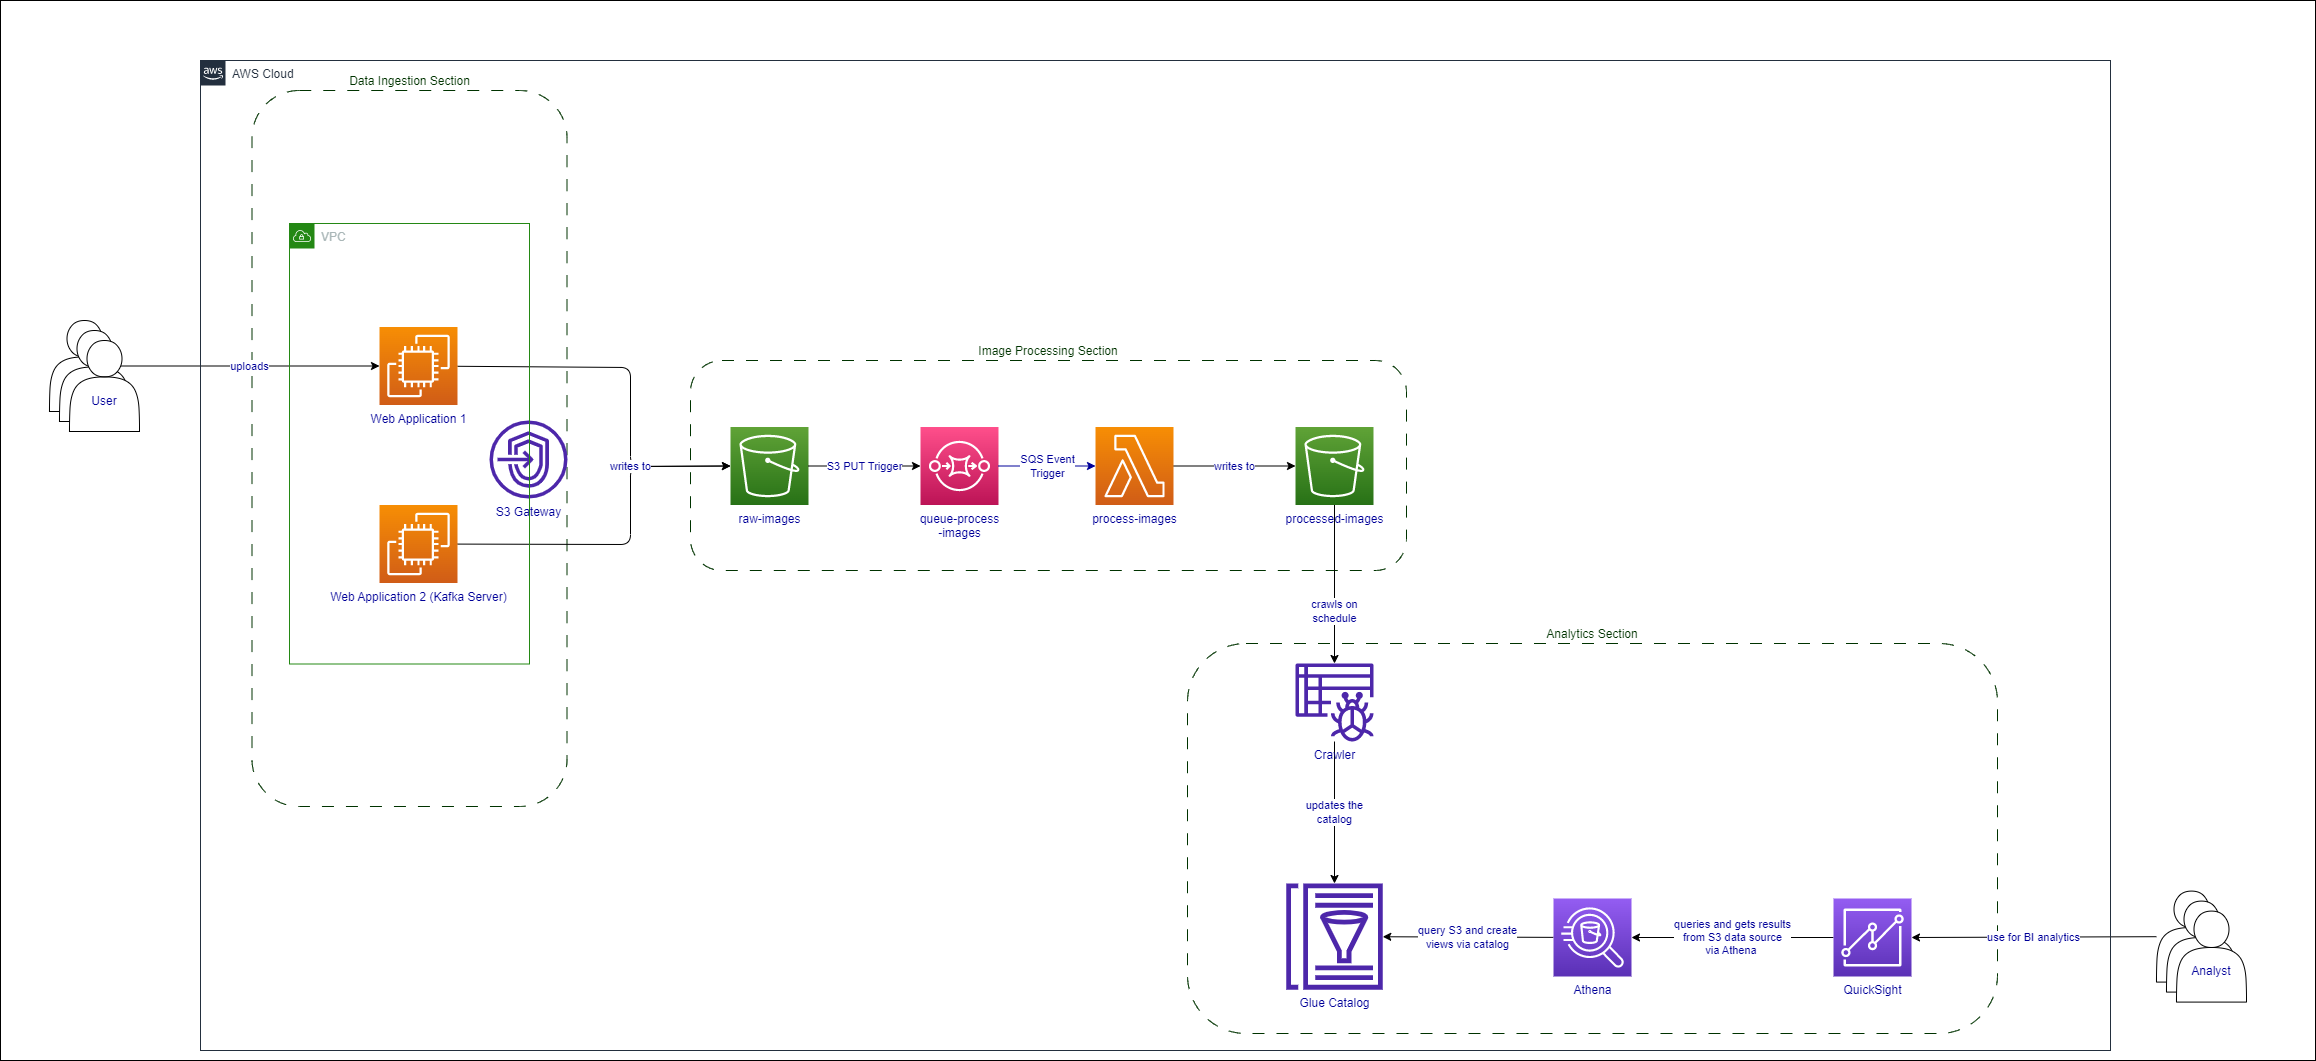 aws
AWS Cloud
Data Ingestion Section
VPC
User
uploads
Web Application 1
S3 Gateway
Web Application 2 (Kafka Server)
writes to
Image Processing Section
raw-images
S3 PUT Trigger
queue-process
-images
SQS Event
Trigger
process-images
writes to
processed-images
crawls on
schedule
Analytics Section
Crawler
updates the
catalog
Glue Catalog
query S3 and create
views via catalog
Athena
queries and gets results
from S3 data source
via Athena
QuickSight
use for BI analytics
Analyst